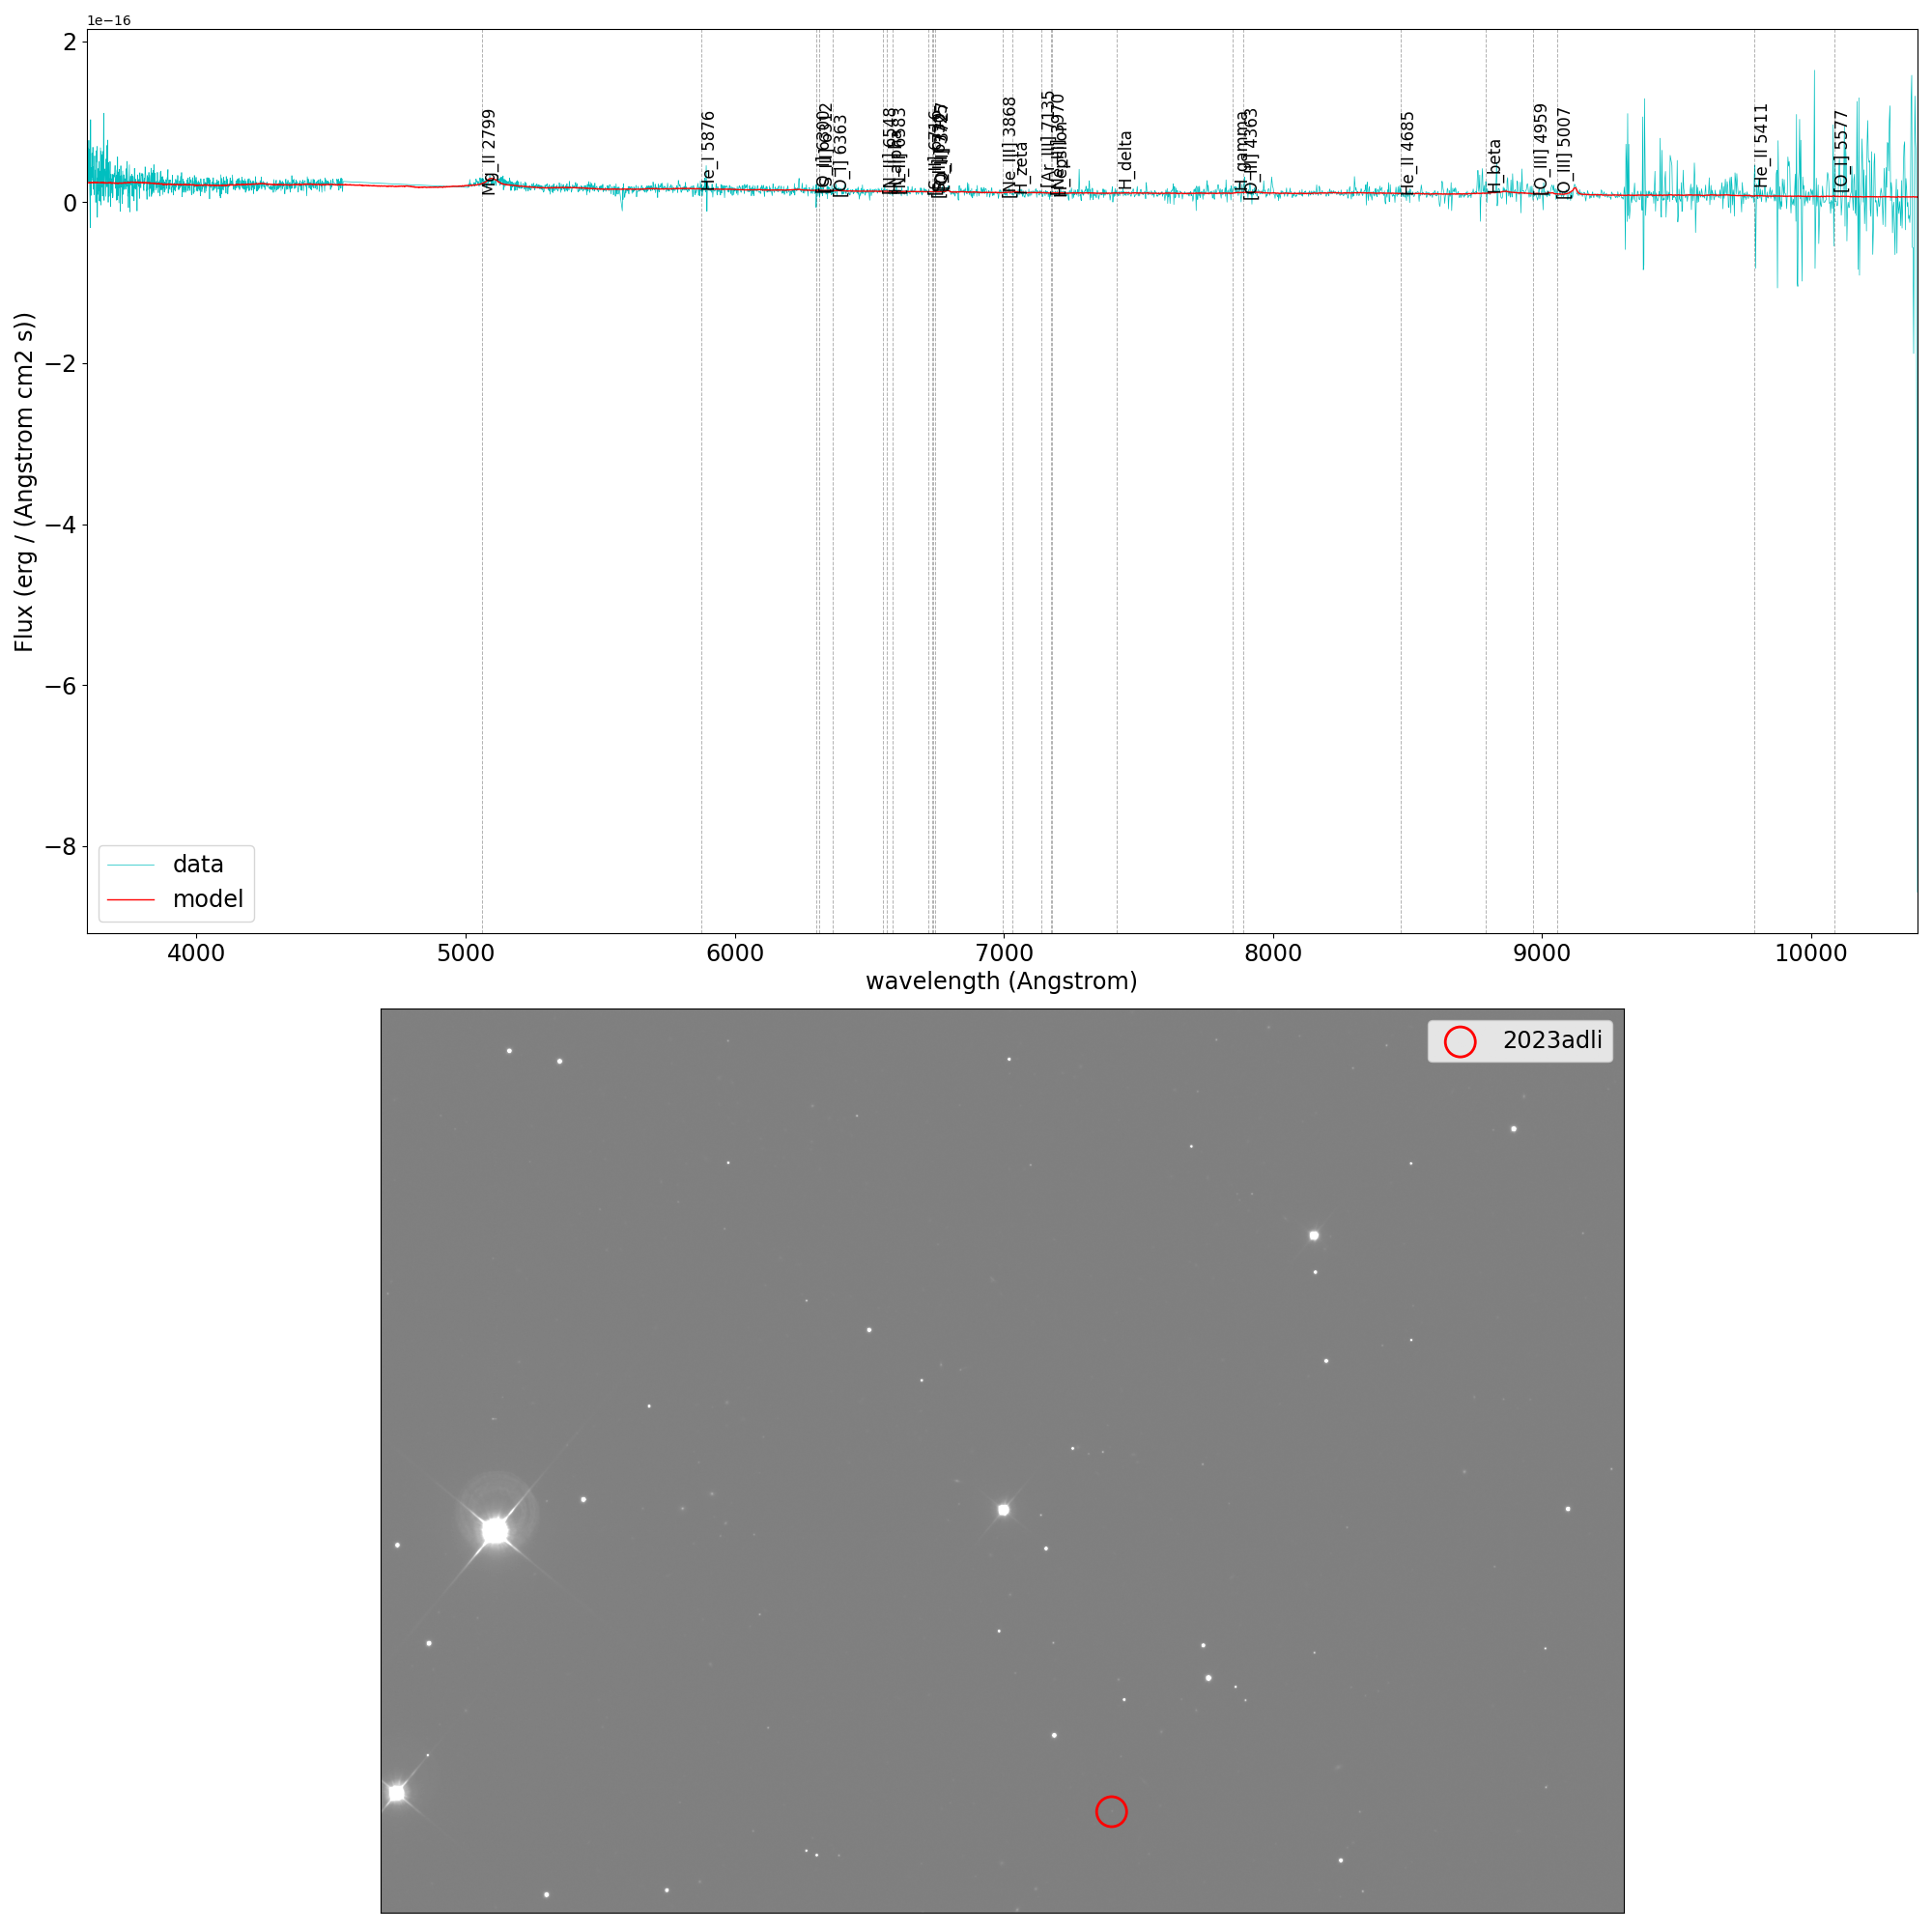 1e−16
2
0
−2
−4
−6
−8
Flux (erg / (Angstrom cm2 s))
Mg_II 2799
He_I 5876
[O_I] 6363
[Ne_III] 3868
H_zeta
[Ar_III] 7135
H_delta
H_gamma
[O_III] 4363
He_II 4685
H_beta
[O_III] 4959
[O_III] 5007
He_II 5411
[O_I] 5577
data
model
4000 5000 6000 7000 8000 9000 10000
wavelength (Angstrom)
2023adli